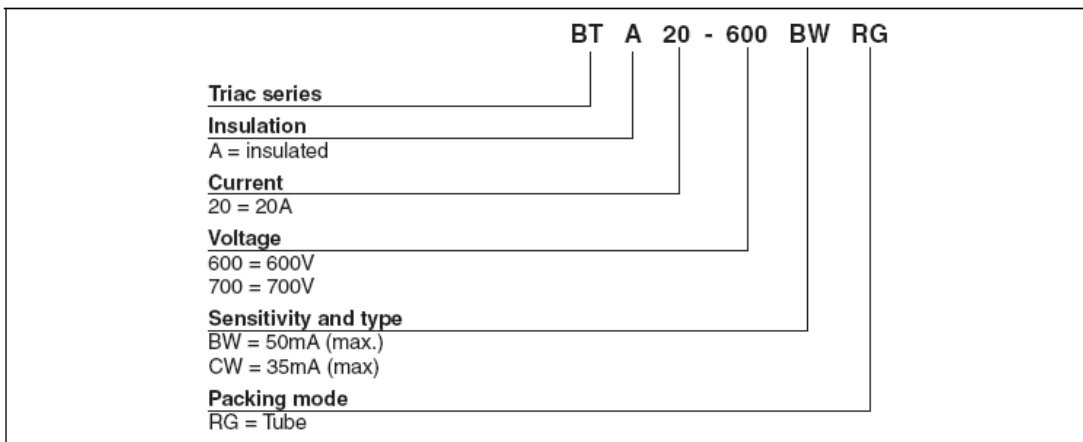 BT A 20 - 600 BW RG
Triac series
Insulation
A = insulated
Current
20 = 20A
Voltage
600 = 600V
700 = 700V
Sensitivity and type
BW = 50mA (max.)
CW = 35mA (max)
Packing mode
RG = Tube